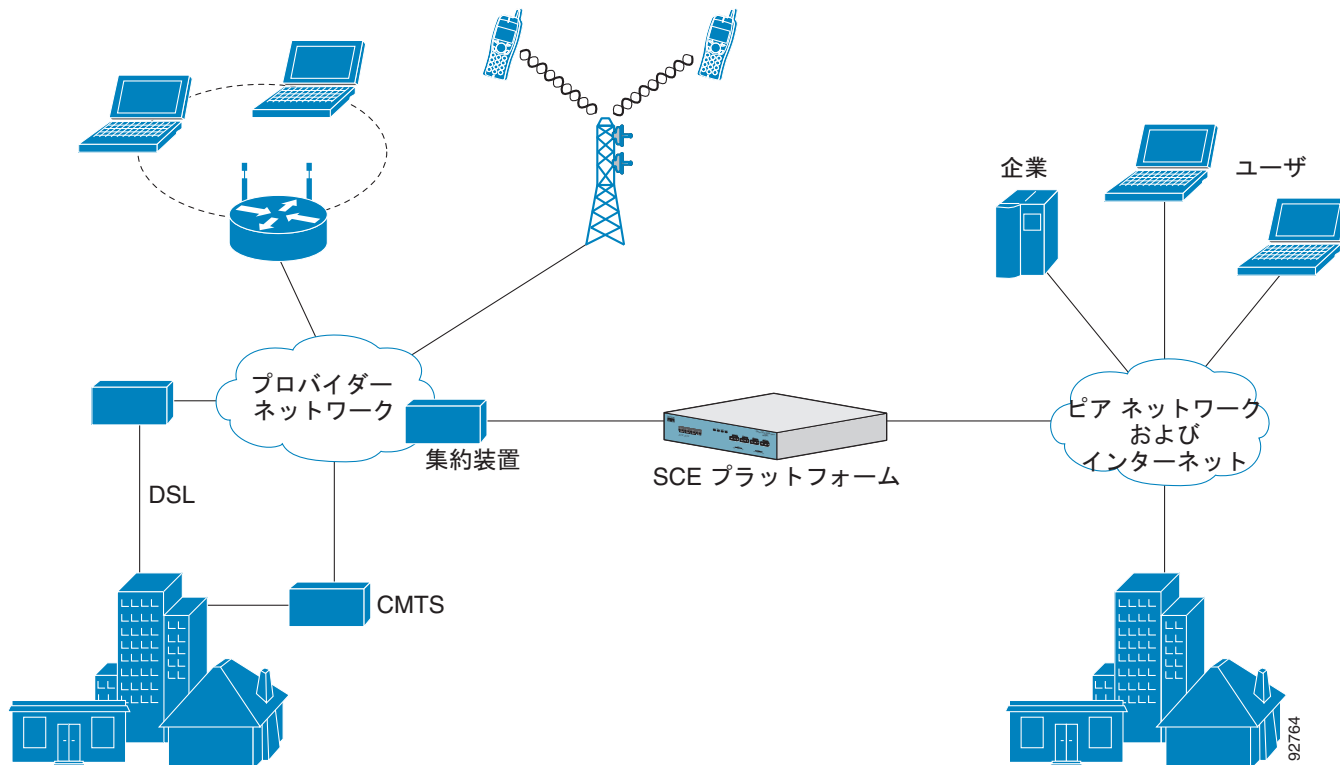 企業
ユーザ
プロバイダー
ネットワーク
集約装置
SCE プラットフォーム
ピア ネットワーク
および
インターネット
DSL
CMTS
92764